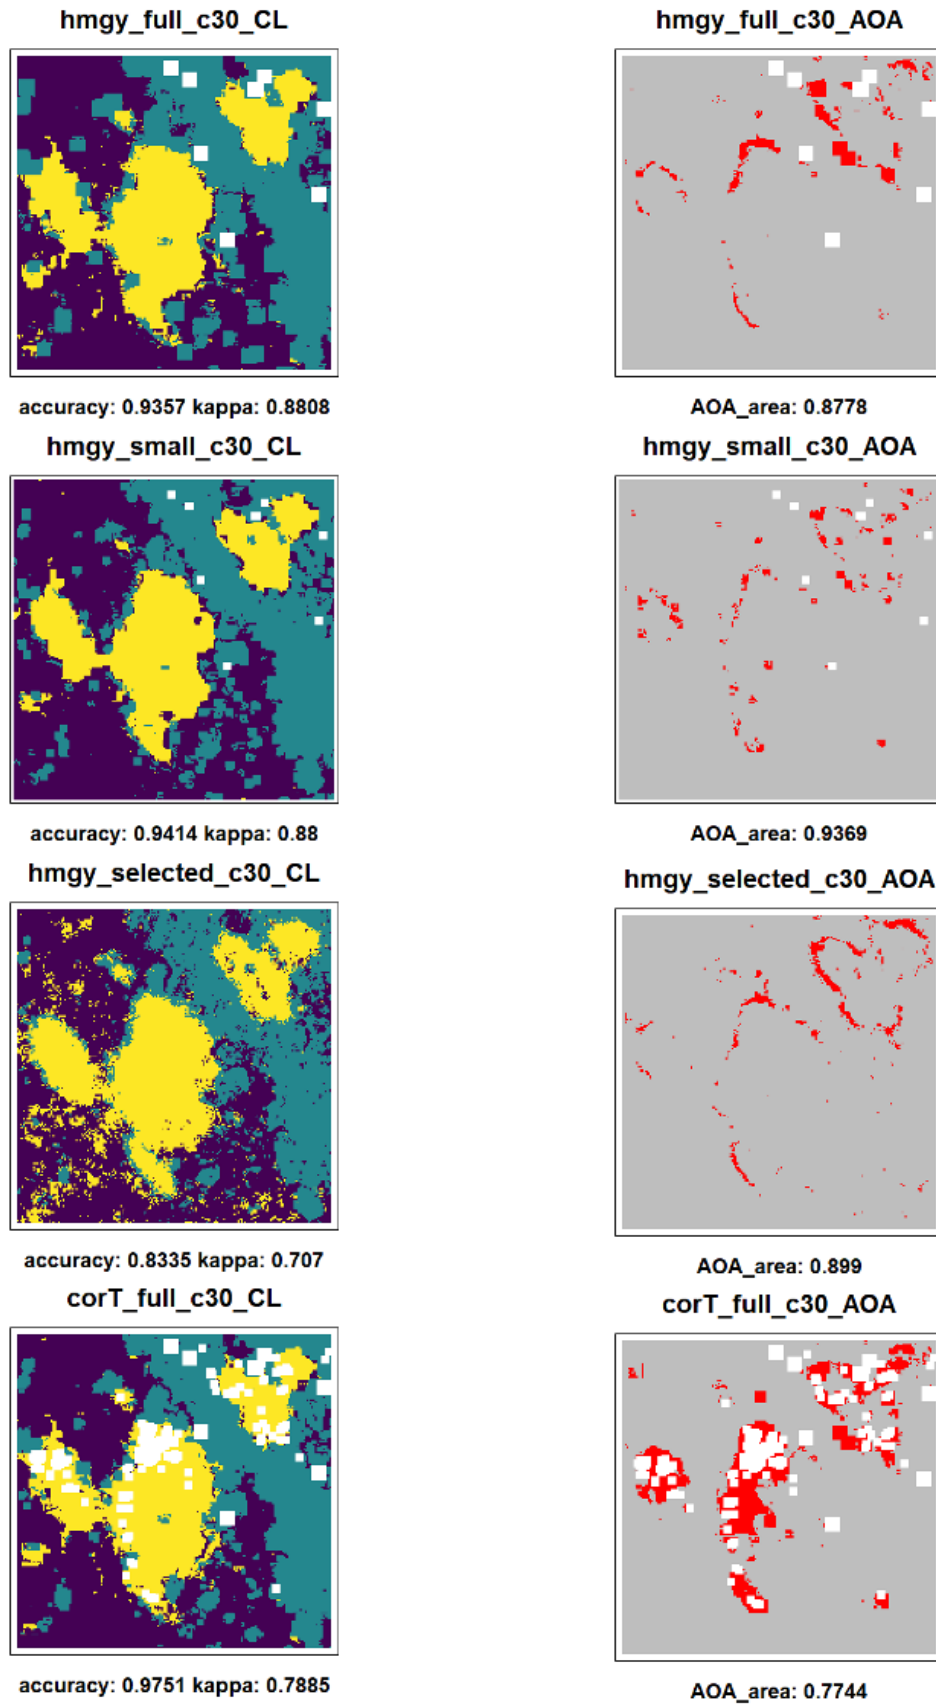 hmgy_full_c30_CL
hmgy_full_c30_AOA
accuracy: 0.9357 kappa: 0.8808
AOA_area: 0.8778
hmgy_small_c30_CL
hmgy_small_c30_AOA
accuracy: 0.9414 kappa: 0.88
AOA_area: 0.9369
hmgy_selected_c30_CL
hmgy_selected_c30_AOA
accuracy: 0.8335 kappa: 0.707
AOA_area: 0.899
corT_full_c30_CL
corT_full_c30_AOA
accuracy: 0.9751 kappa: 0.7885
AOA_area: 0.7744